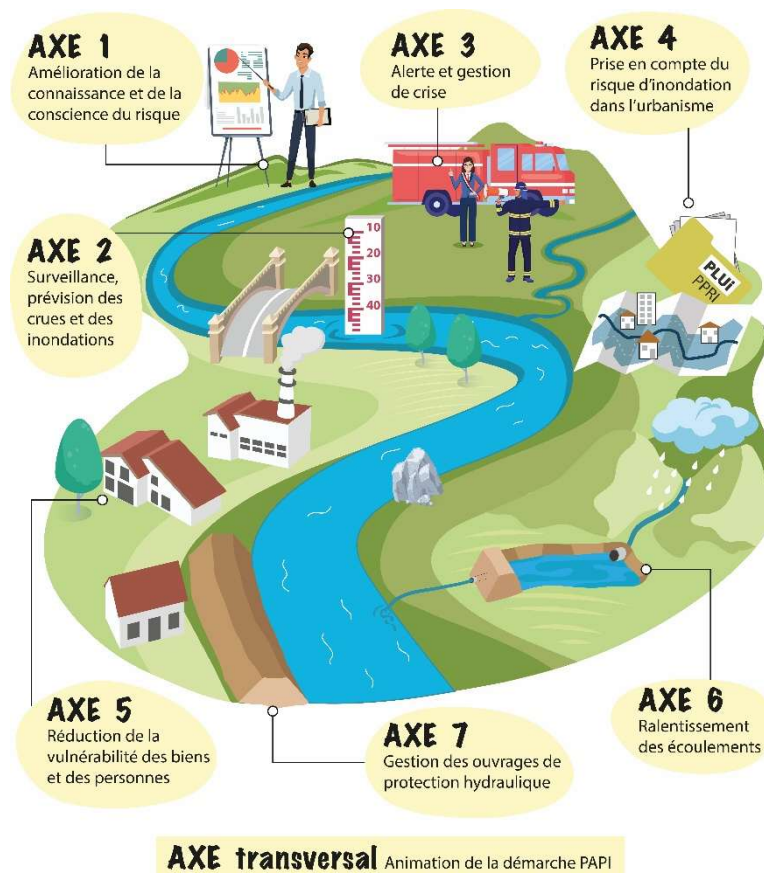 AXE 1
Amélioration de la
connaissance et de la
conscience du risque
AXE 3
Alerte et gestion
de crise
AXE 4
Prise en compte du
risque d'inondation
dans l'urbanisme
AXE 2
Surveillance,
prévision des
crues et des
inondations
10
20
30
40
PLUi
PPRI
AXE 5
Réduction de la
vulnérabilité des biens
et des personnes
AXE 7
Gestion des ouvrages de
protection hydraulique
AXE 6
Ralentissement
des écoulements
AXE transversal Animation de la démarche PAPI